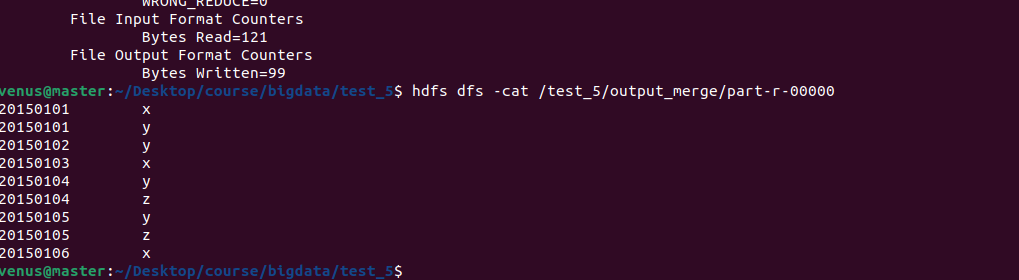 WRONG_REDUCE=0
File Input Format Counters
Bytes Read=121
File Output Format Counters
Bytes Written=99
venus@master:~/Desktop/course/bigdata/test_5$ hdfs dfs -cat /test_5/output_merge/part-r-00000
20150101 x
20150101 y
20150102 y
20150103 x
20150104 y
20150104 z
20150105 y
20150105 z
20150106 x
venus@master:~/Desktop/course/bigdata/test_5$